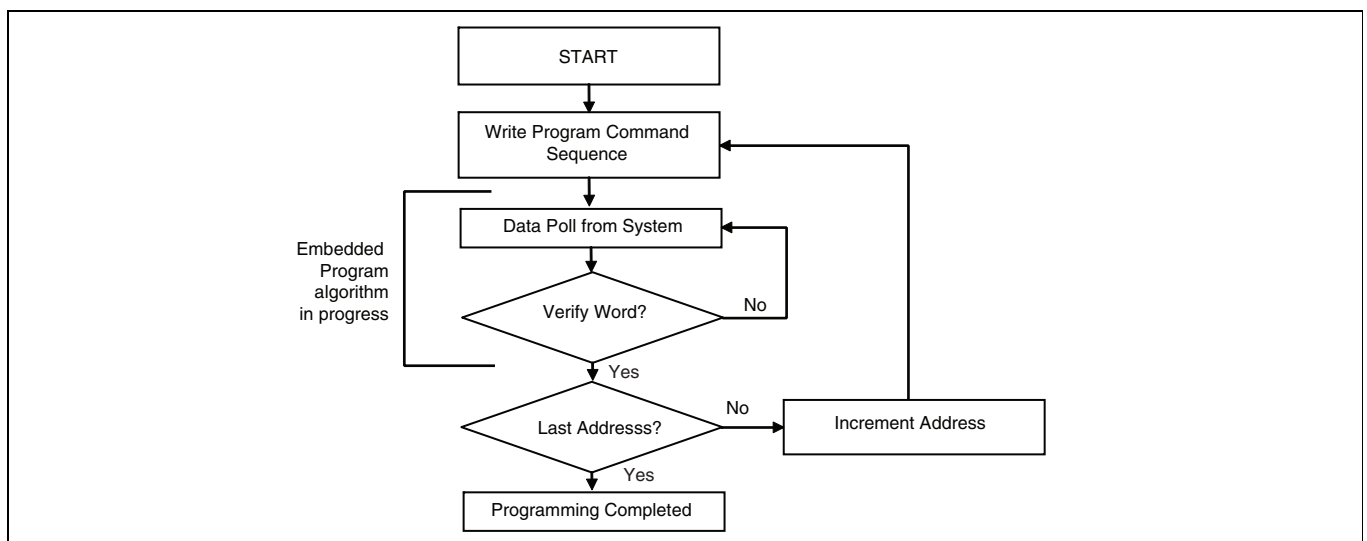 START
Write Program Command
Sequence
Data Poll from System
Embedded
Program
algorithm
in progress
Verify Word?
No
Yes
Last Addresss?
No
Increment Address
Yes
Programming Completed